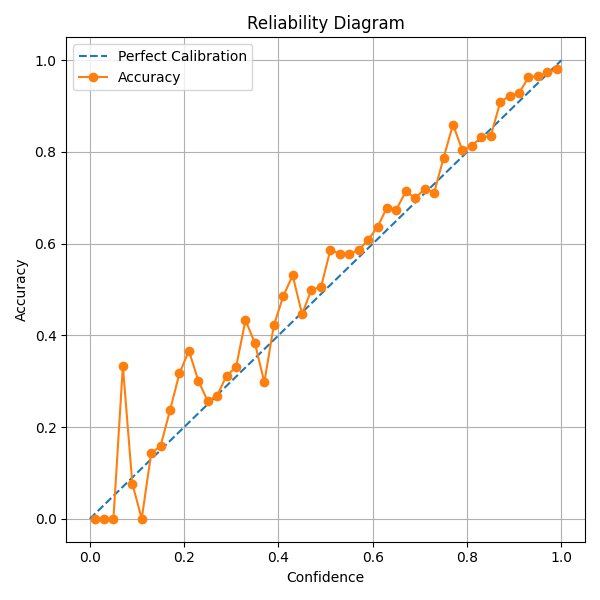 Reliability Diagram
Perfect Calibration
Accuracy
1.0
0.8
0.6
0.4
0.2
0.0
Accuracy
0.0 0.2 0.4 0.6 0.8 1.0
Confidence